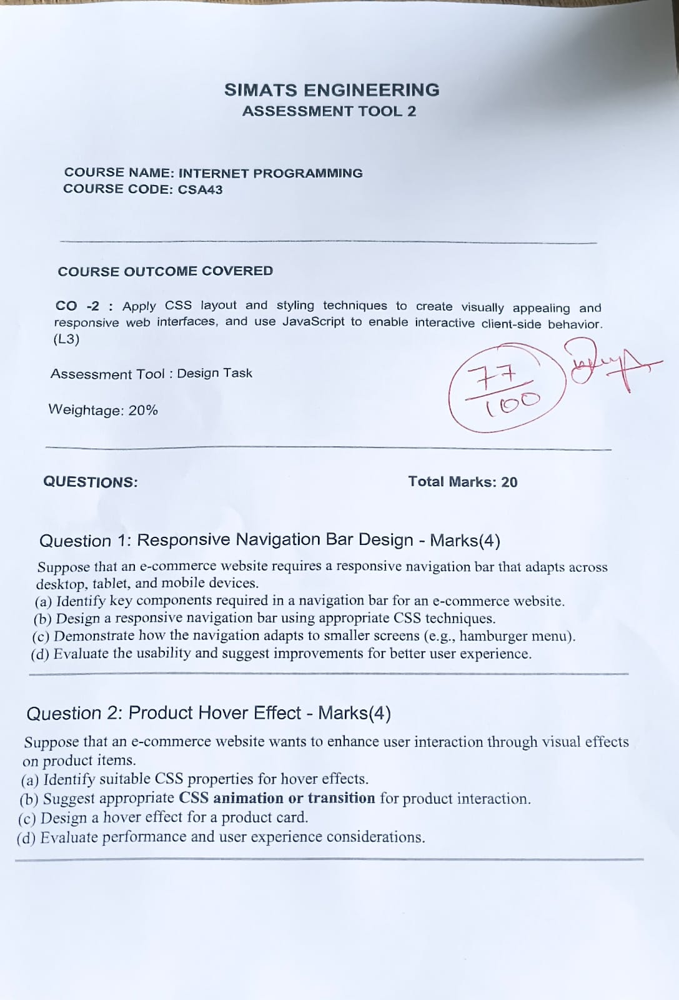 SIMATS ENGINEERING
ASSESSMENT TOOL 2
COURSE NAME: INTERNET PROGRAMMING
COURSE CODE: CSA43
COURSE OUTCOME COVERED
CO -2 : Apply CSS layout and styling techniques to create visually appealing and
responsive web interfaces, and use JavaScript to enable interactive client-side behavior.
(L3)
Assessment Tool : Design Task
77
100
Weightage: 20%
QUESTIONS: Total Marks: 20
Question 1: Responsive Navigation Bar Design - Marks(4)
Suppose that an e-commerce website requires a responsive navigation bar that adapts across
desktop, tablet, and mobile devices.
(a) Identify key components required in a navigation bar for an e-commerce website.
(b) Design a responsive navigation bar using appropriate CSS techniques.
(c) Demonstrate how the navigation adapts to smaller screens (e.g., hamburger menu).
(d) Evaluate the usability and suggest improvements for better user experience.
Question 2: Product Hover Effect - Marks(4)
Suppose that an e-commerce website wants to enhance user interaction through visual effects
on product items.
(a) Identify suitable CSS properties for hover effects.
(b) Suggest appropriate CSS animation or transition for product interaction.
(c) Design a hover effect for a product card.
(d) Evaluate performance and user experience considerations.